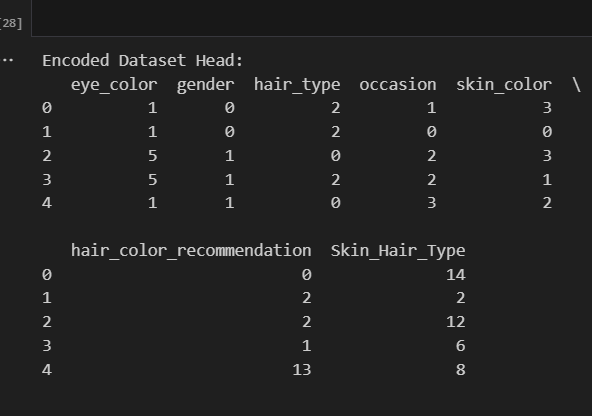 [28]
··· Encoded Dataset Head:
   eye_color  gender  hair_type  occasion  skin_color  \
0          1       0          2         1           3
1          1       0          2         0           0
2          5       1          0         2           3
3          5       1          2         2           1
4          1       1          0         3           2
   hair_color_recommendation  Skin_Hair_Type
0                          0              14
1                          2               2
2                          2              12
3                          1               6
4                         13               8